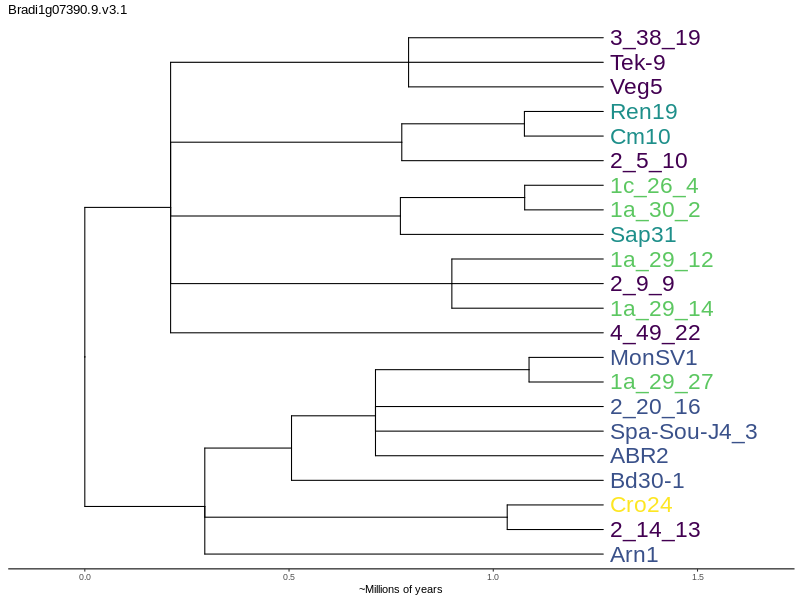 Bradi1g07390.9.v3.1
3_38_19
Tek-9
Veg5
Ren19
Cm10
2_5_10
1c_26_4
1a_30_2
Sap31
1a_29_12
2_9_9
1a_29_14
4_49_22
MonSV1
1a_29_27
2_20_16
Spa-Sou-J4_3
ABR2
Bd30-1
Cro24
2_14_13
Arn1
0.0 0.5 1.0 1.5
~Millions of years